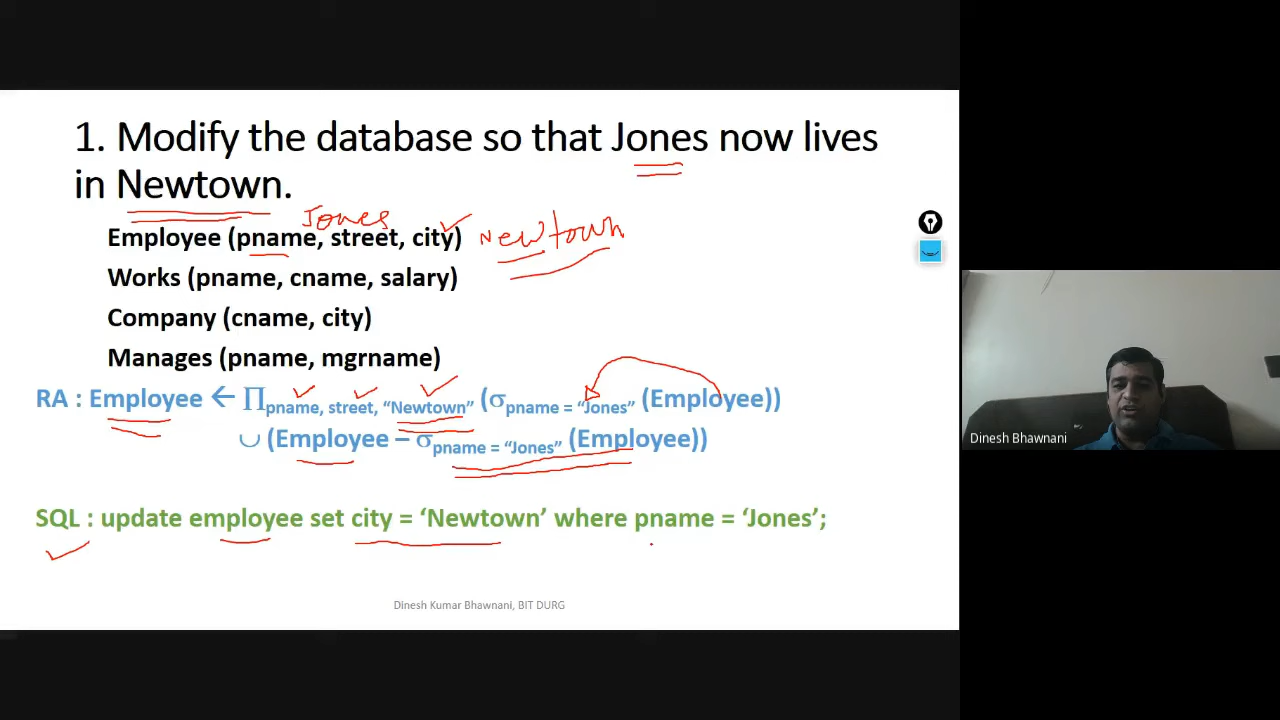 1. Modify the database so that Jones now lives
in Newtown.
Jones
Employee (pname, street, city) Newtown
Works (pname, cname, salary)
Company (cname, city)
Manages (pname, mgrname)
RA : Employee ← ∏pname, street, “Newtown” (σpname = “Jones” (Employee))
∪ (Employee – σpname = “Jones” (Employee))
SQL : update employee set city = ‘Newtown’ where pname = ‘Jones’;
Dinesh Kumar Bhawnani, BIT DURG
Dinesh Bhawnani